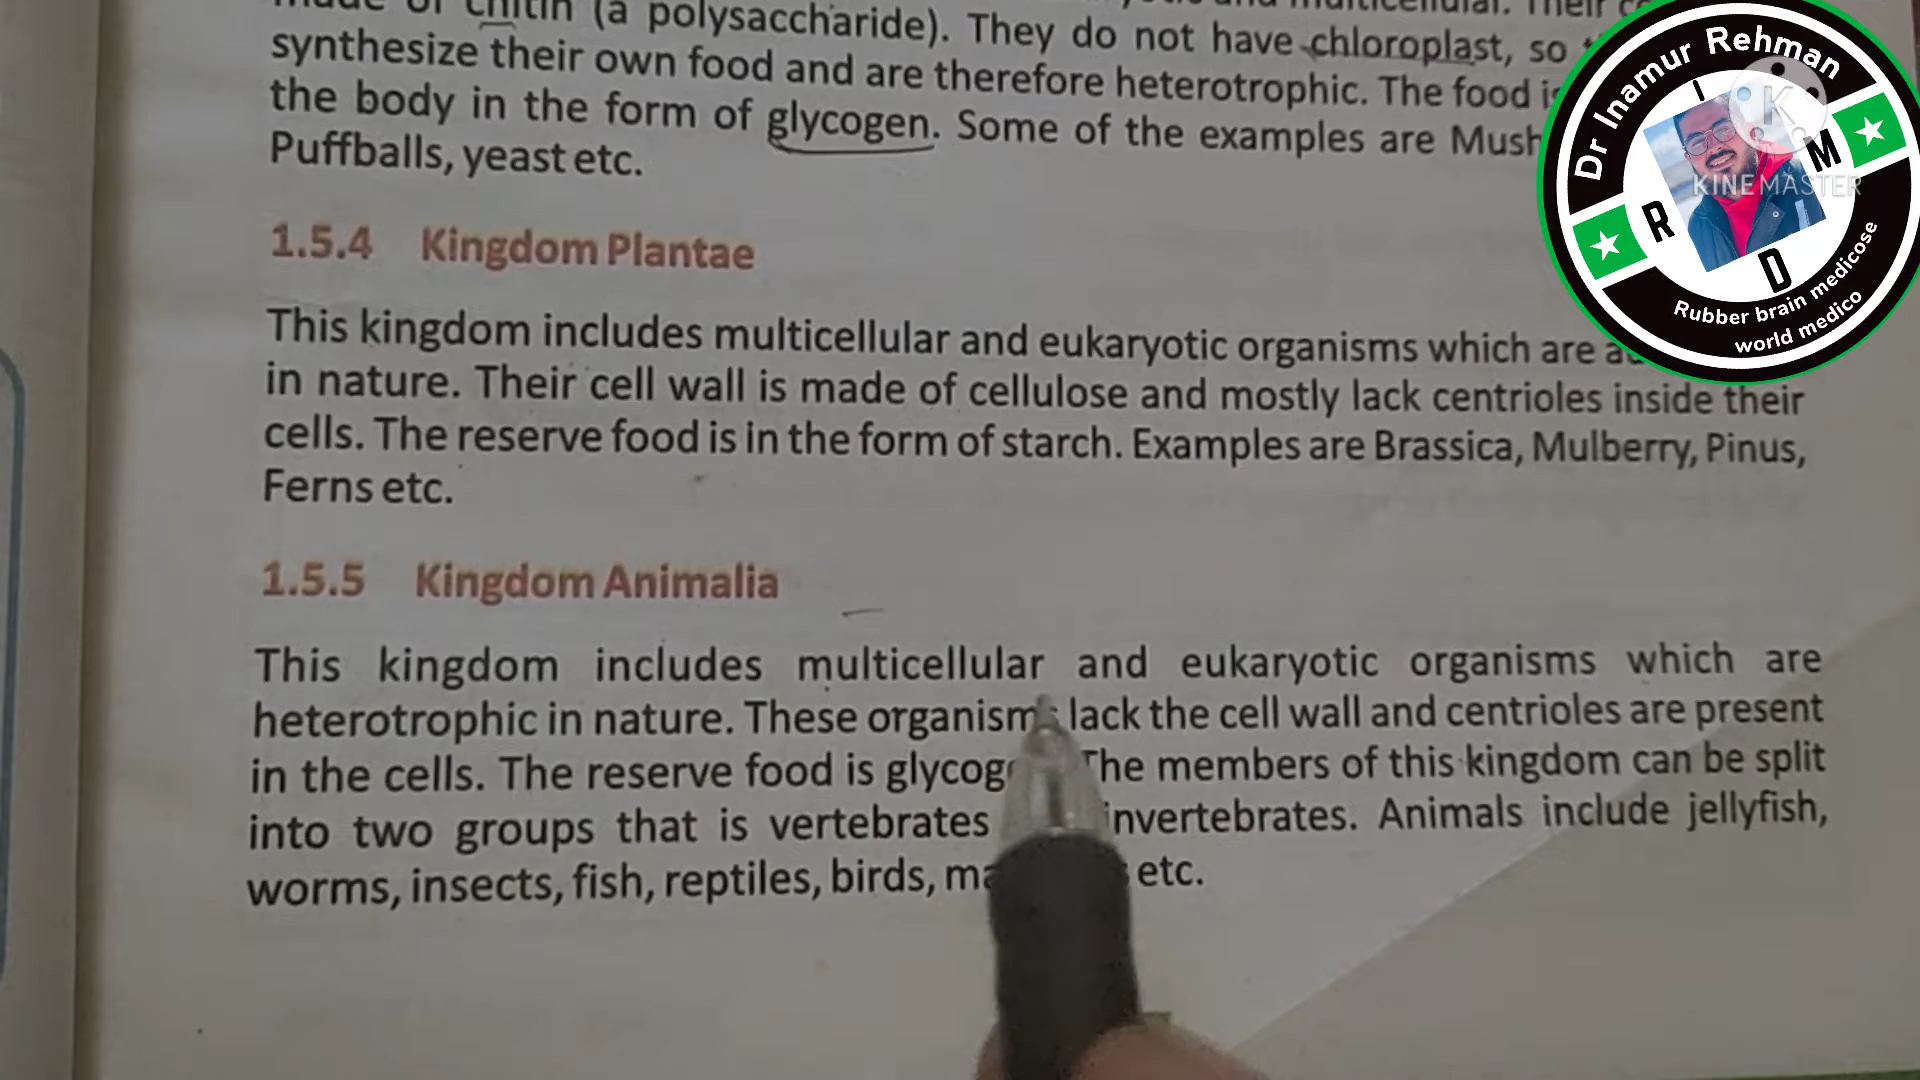 made of chitin (a polysaccharide). They do not have chloroplast, so
synthesize their own food and are therefore heterotrophic. The food is
the body in the form of glycogen. Some of the examples are
Puffballs, yeast etc.
1.5.4 Kingdom Plantae
This kingdom includes multicellular and eukaryotic organisms which are
in nature. Their cell wall is made of cellulose and mostly lack centrioles inside their
cells. The reserve food is in the form of starch. Examples are Brassica, Mulberry, Pinus,
Ferns etc.
1.5.5 Kingdom Animalia
This kingdom includes multicellular and eukaryotic organisms which are
heterotrophic in nature. These organisms lack the cell wall and centrioles are present
in the cells. The reserve food is The members of this kingdom can be split
into two groups that is vertebrates invertebrates. Animals include jellyfish,
worms, insects, fish, reptiles, birds, etc.
Dr Inamur Rehman
I
M
R
D
Rubber brain medicose
world medico
K
KINEMASTER